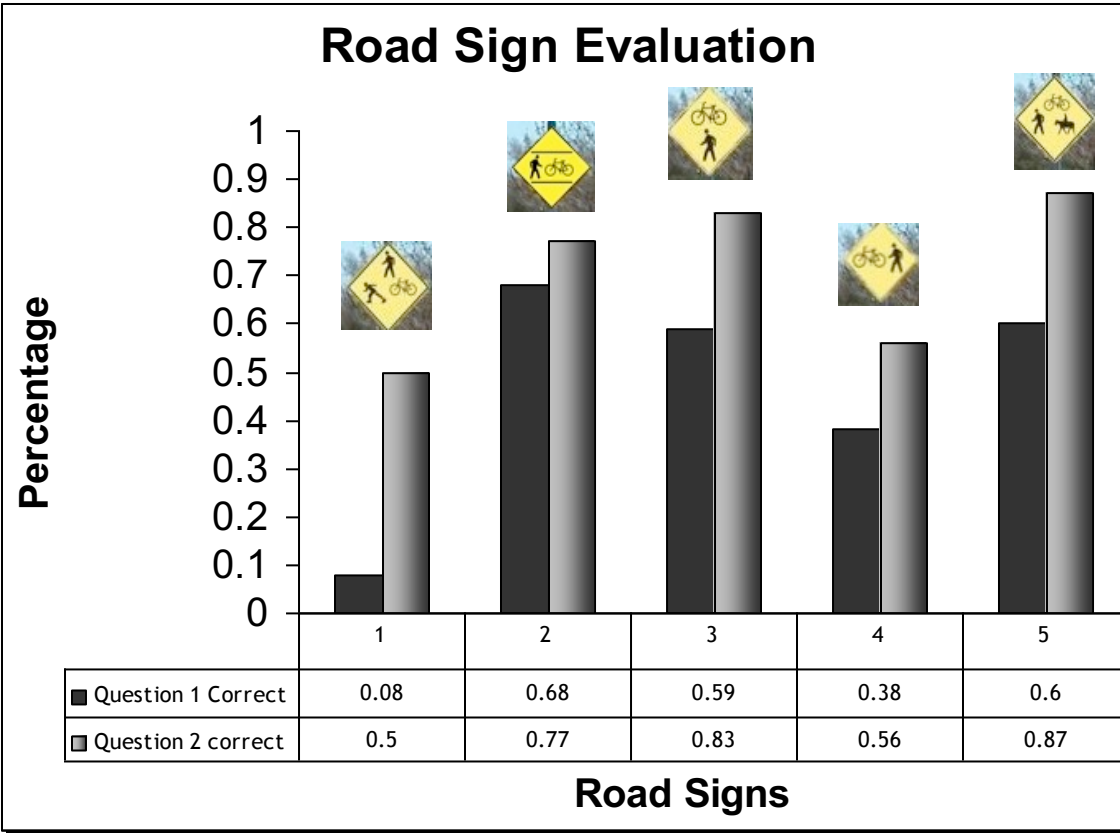 Road Sign Evaluation
1
0.9
0.8
0.7
0.6
0.5
0.4
0.3
0.2
0.1
0
Percentage
1 2 3 4 5
Question 1 Correct 0.08 0.68 0.59 0.38 0.6
Question 2 correct 0.5 0.77 0.83 0.56 0.87
Road Signs